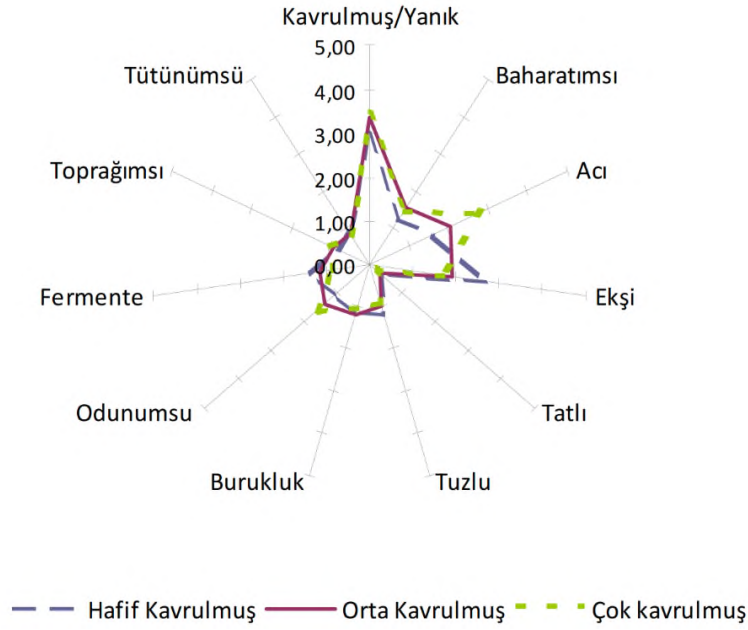 Kavrulmuş/Yanık
5,00
Tütünümsü
Baharatımsı
4,00
3,00
Toprağımsı
Acı
2,00
1,00
0,00
Fermente
Ekşi
Odunumsu
Tatlı
Burukluk
Tuzlu
Hafif Kavrulmuş
Orta Kavrulmuş
Çok kavrulmuş